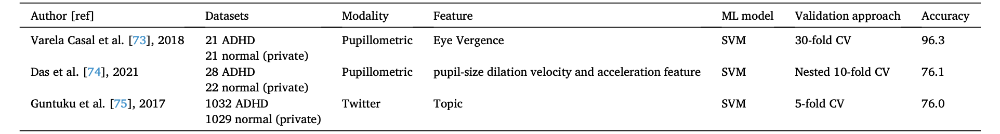 Author [ref] Datasets Modality Feature ML model Validation approach Accuracy
Varela Casal et al. [73], 2018 21 ADHD Pupillometric Eye Vergence SVM 30-fold CV 96.3
21 normal (private)
Das et al. [74], 2021 28 ADHD Pupillometric pupil-size dilation velocity and acceleration feature SVM Nested 10-fold CV 76.1
22 normal (private)
Guntuku et al. [75], 2017 1032 ADHD Twitter Topic SVM 5-fold CV 76.0
1029 normal (private)